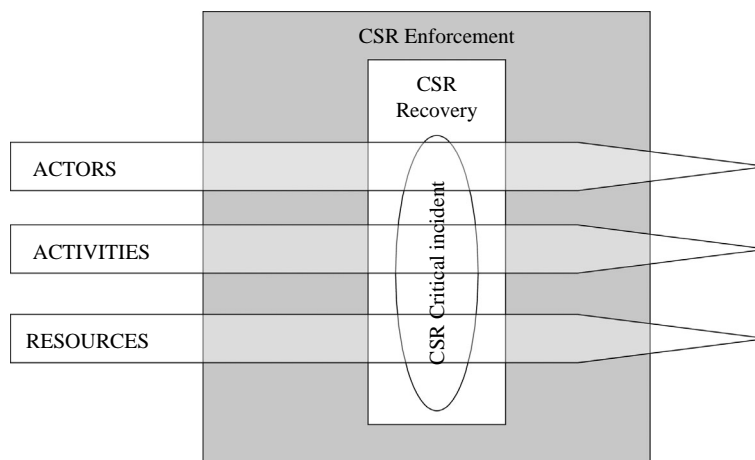 CSR Enforcement
CSR
Recovery
ACTORS
ACTIVITIES
RESOURCES
CSR Critical incident